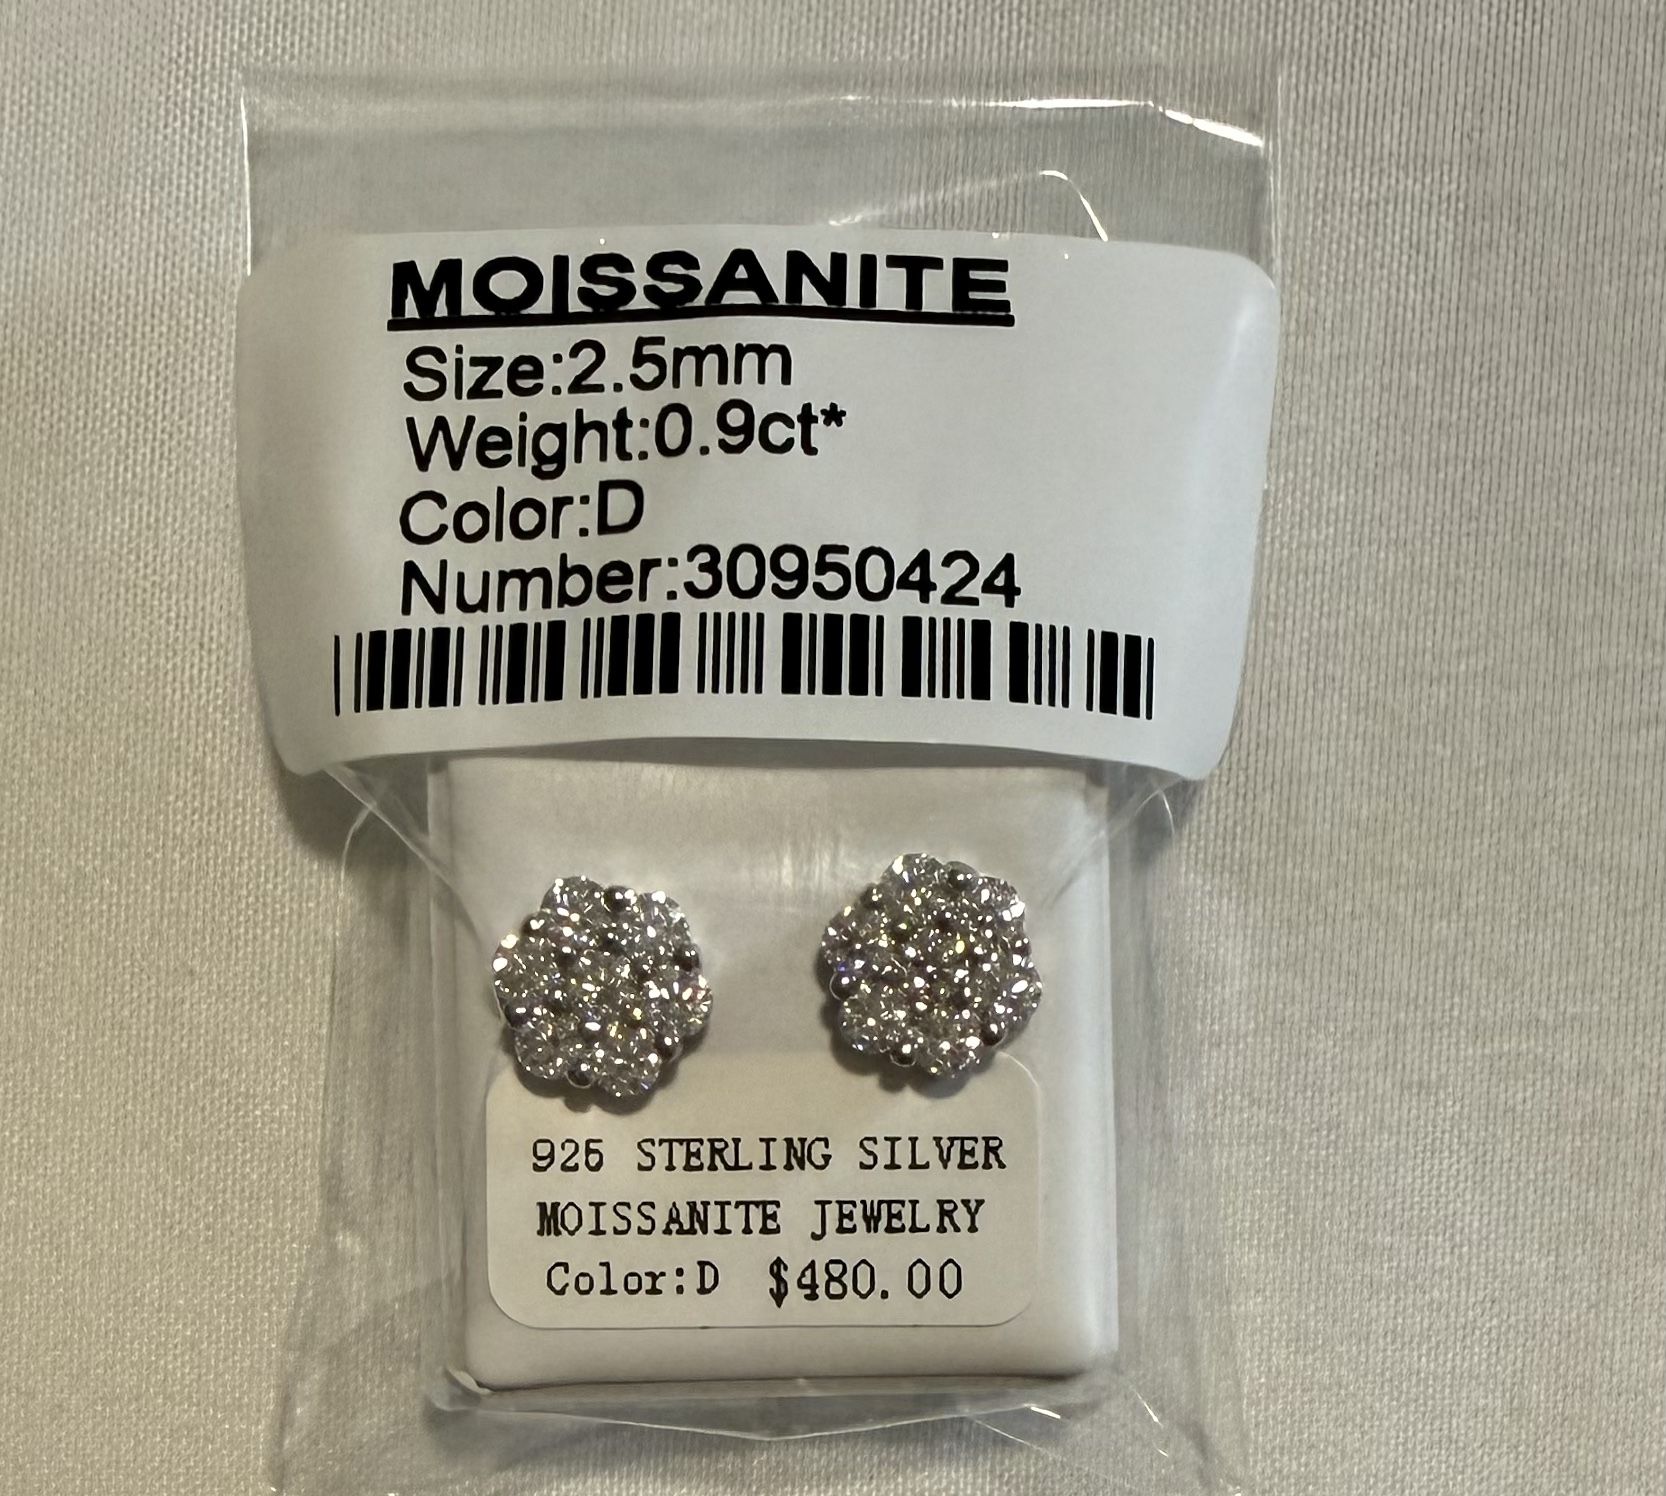 MOISSANITE
Size:2.5mm
Weight:0.9ct*
Color:D
Number:30950424
925 STERLING SILVER
MOISSANITE JEWELRY
Color:D $480.00